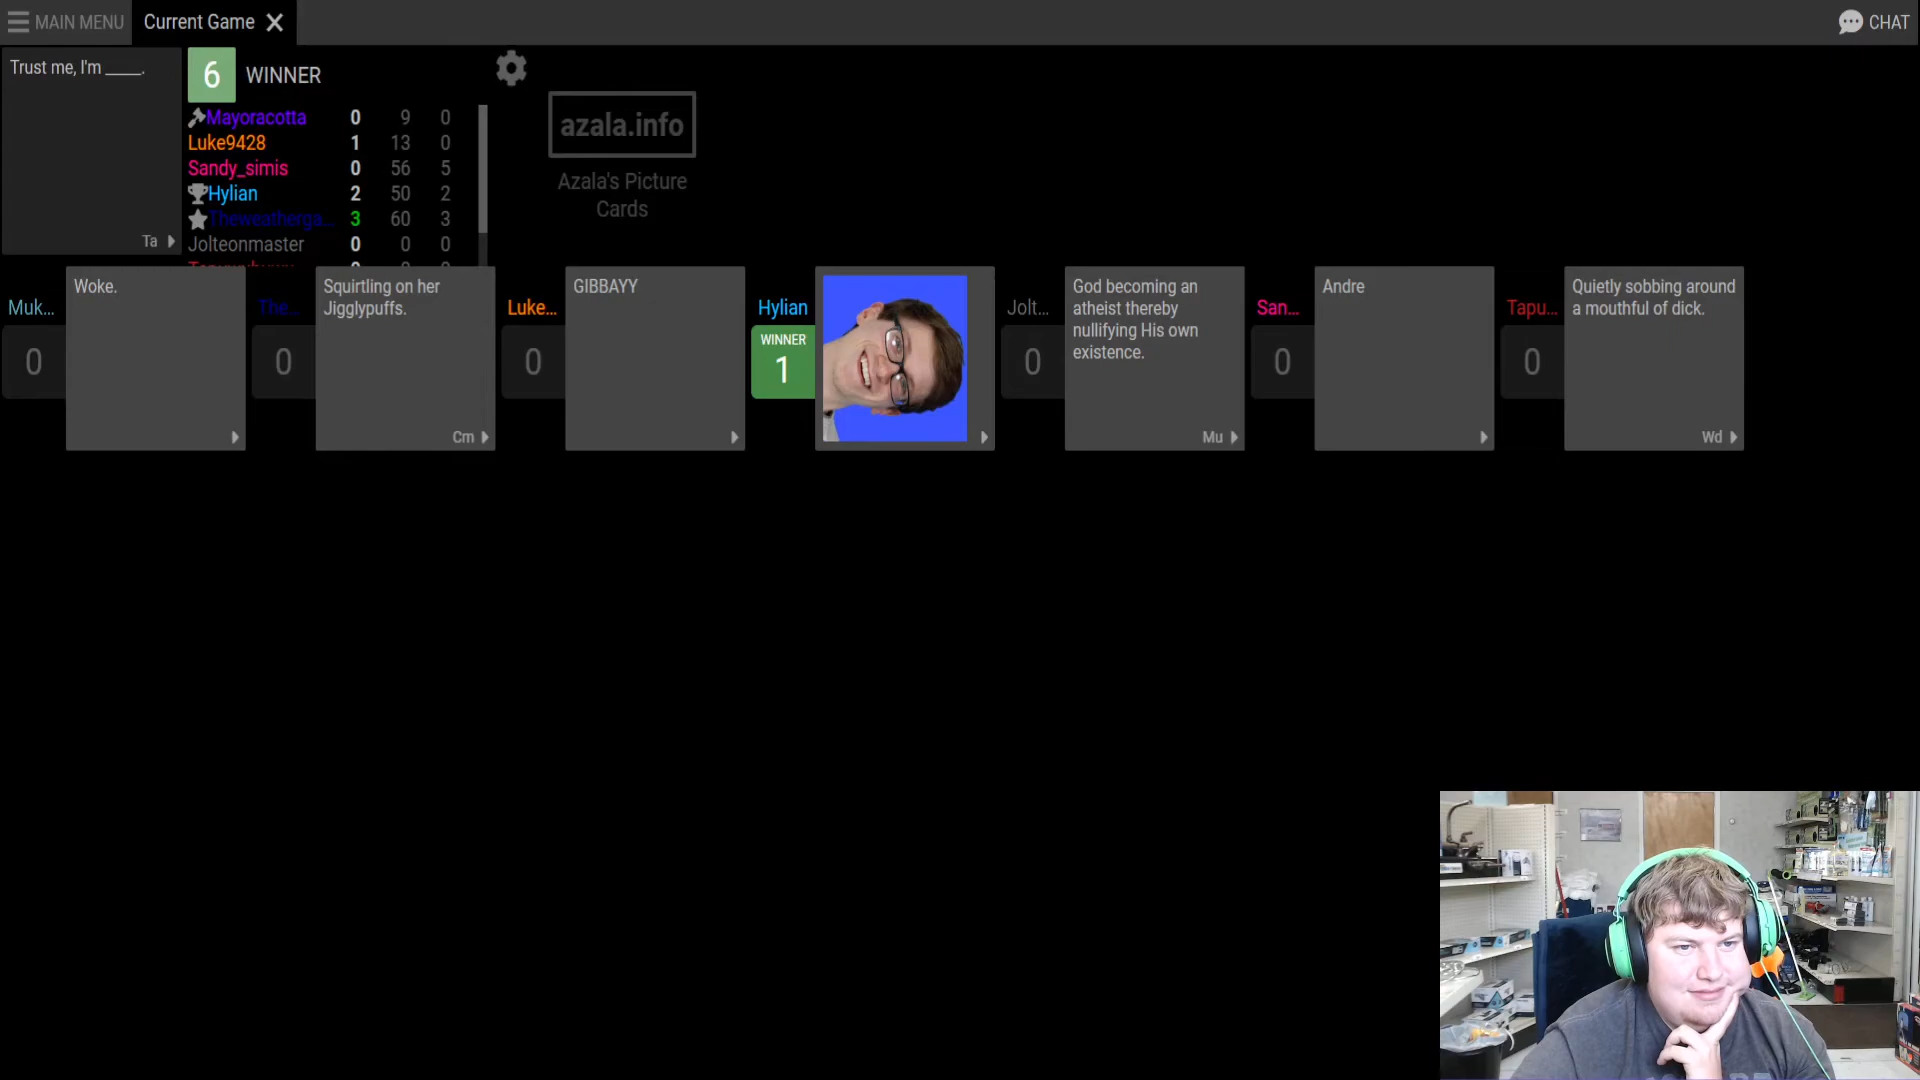 MAIN MENU
Current Game
CHAT
Trust me, I'm _____.
Ta
6 WINNER
Mayoracotta 0 9 0
Luke9428 1 13 0
Sandy_simis 0 56 5
Hylian 2 50 2
Theweatherga... 3 60 3
Jolteonmaster 0 0 0
azala.info
Azala's Picture
Cards
Muk...
0
Woke.
The...
0
Squirtling on her
Jigglypuffs.
Cm
Luke...
0
GIBBAYY
Hylian
WINNER
1
Jolt...
0
God becoming an
atheist thereby
nullifying His own
existence.
Mu
San...
0
Andre
Tapu...
0
Quietly sobbing around
a mouthful of dick.
Wd